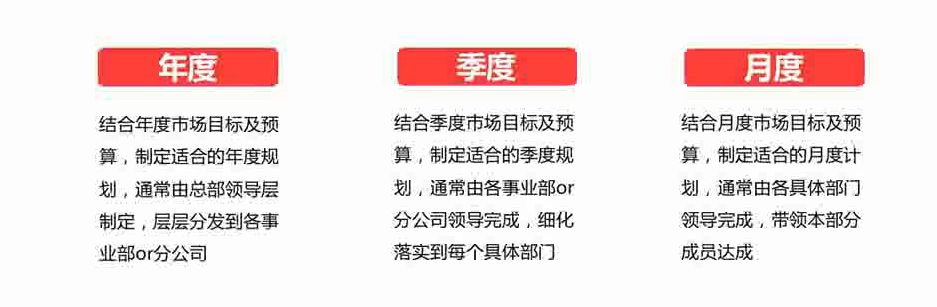 年度
结合年度市场目标及预
算，制定适合的年度规
划，通常由总部领导层
制定，层层分发到各事
业部or分公司
季度
结合季度市场目标及预
算，制定适合的季度规
划，通常由各事业部or
分公司领导完成，细化
落实到每个具体部门
月度
结合月度市场目标及预
算，制定适合的月度计
划，通常由各具体部门
领导完成，带领本部分
成员达成